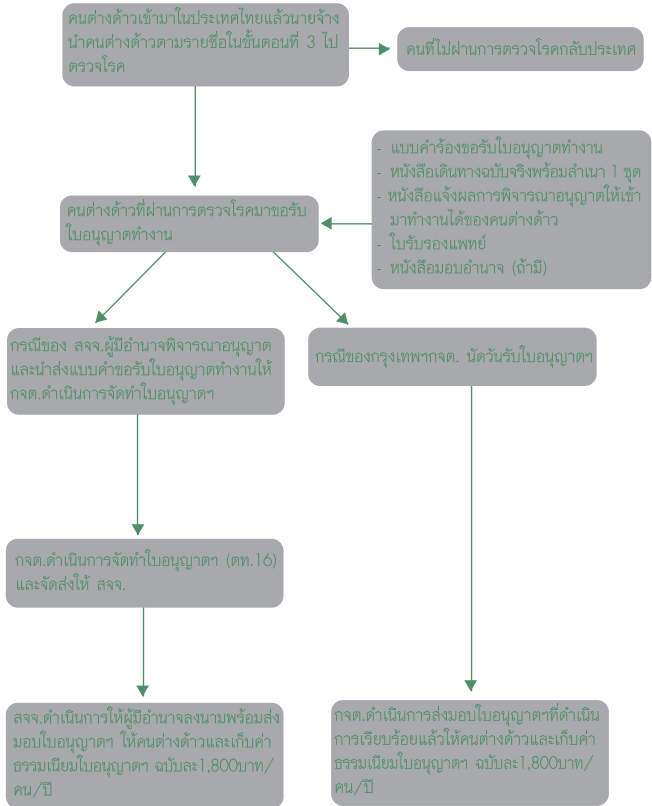 คนต่างด้าวเข้ามาในประเทศไทยแล้วนายจ้าง
นำคนต่างด้าวตามรายชื่อในขั้นตอนที่ 3 ไป
ตรวจโรค
คนที่ไม่ผ่านการตรวจโรคกลับประเทศ
- แบบคำร้องขอรับใบอนุญาตทำงาน
- หนังสือเดินทางฉบับจริงพร้อมสำเนา 1 ชุด
- หนังสือแจ้งผลการพิจารณาอนุญาตให้เข้า
มาทำงานได้ของคนต่างด้าว
- ใบรับรองแพทย์
- หนังสือมอบอำนาจ (ถ้ามี)
คนต่างด้าวที่ผ่านการตรวจโรคมาขอรับ
ใบอนุญาตทำงาน
กรณีของ สจจ.ผู้มีอำนาจพิจารณาอนุญาต
และนำส่งแบบคำขอรับใบอนุญาตทำงานให้
กจต.ดำเนินการจัดทำใบอนุญาตฯ
กรณีของกรุงเทพฯกจต. นัดวันรับใบอนุญาตฯ
กจต.ดำเนินการจัดทำใบอนุญาตฯ (ตท.16)
และจัดส่งให้ สจจ.
สจจ.ดำเนินการให้ผู้มีอำนาจลงนามพร้อมส่ง
มอบใบอนุญาตฯ ให้คนต่างด้าวและเก็บค่า
ธรรมเนียมใบอนุญาตฯ ฉบับละ1,800บาท/
คน/ปี
กจต.ดำเนินการส่งมอบใบอนุญาตฯที่ดำเนิน
การเรียบร้อยแล้วให้คนต่างด้าวและเก็บค่า
ธรรมเนียมใบอนุญาตฯ ฉบับละ1,800บาท/
คน/ปี